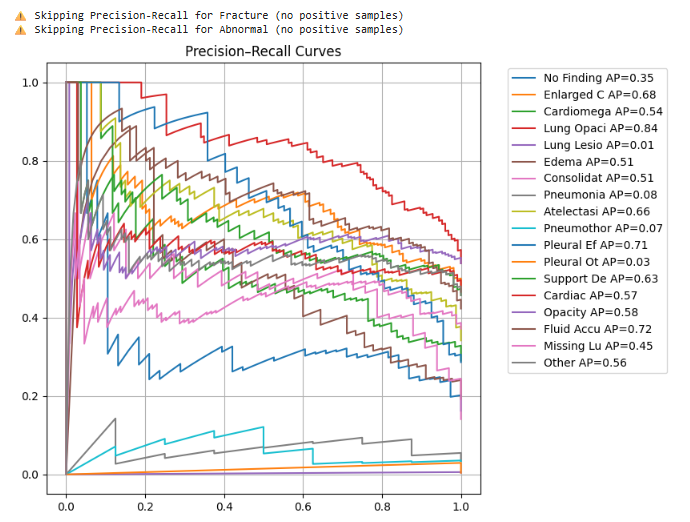 ⚠️ Skipping Precision-Recall for Fracture (no positive samples)
⚠️ Skipping Precision-Recall for Abnormal (no positive samples)
Precision–Recall Curves
1.0
0.8
0.6
0.4
0.2
0.0
0.0 0.2 0.4 0.6 0.8 1.0
No Finding AP=0.35
Enlarged C AP=0.68
Cardiomega AP=0.54
Lung Opaci AP=0.84
Lung Lesio AP=0.01
Edema AP=0.51
Consolidat AP=0.51
Pneumonia AP=0.08
Atelectasi AP=0.66
Pneumothor AP=0.07
Pleural Ef AP=0.71
Pleural Ot AP=0.03
Support De AP=0.63
Cardiac AP=0.57
Opacity AP=0.58
Fluid Accu AP=0.72
Missing Lu AP=0.45
Other AP=0.56